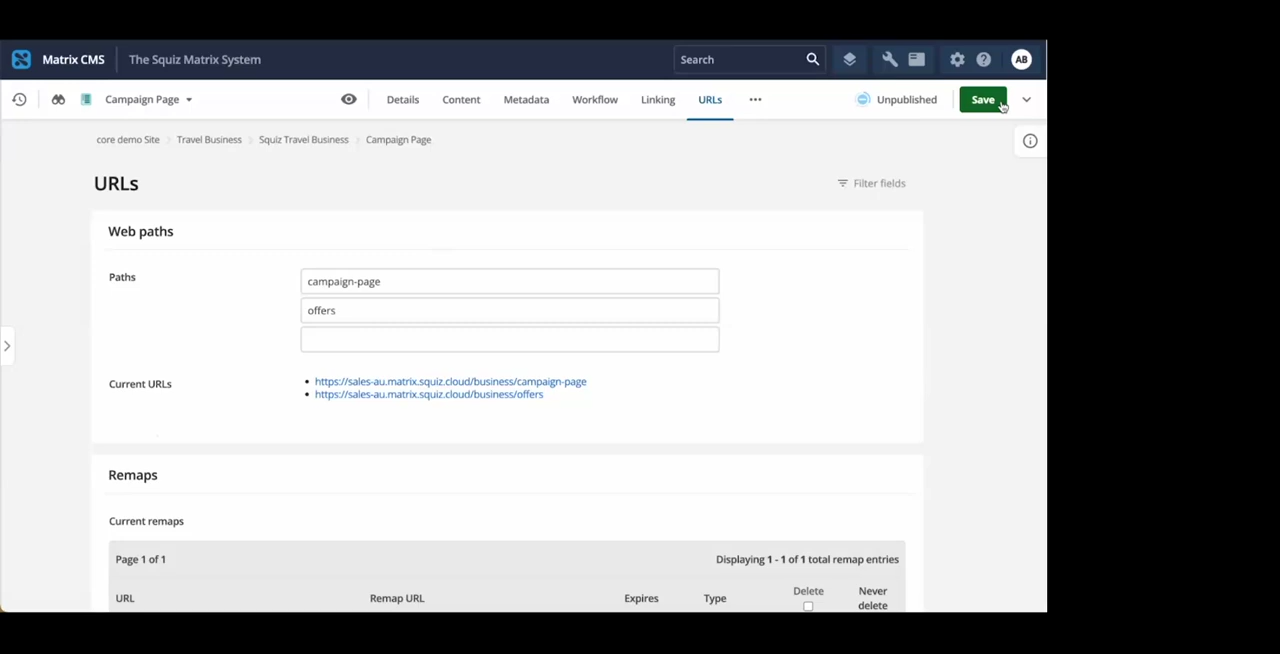 Matrix CMS The Squiz Matrix System Search AB
Campaign Page Details Content Metadata Workflow Linking URLs ... Unpublished Save
core demo Site Travel Business Squiz Travel Business Campaign Page
URLs Filter fields
Web paths
Paths campaign-page
offers
Current URLs • https://sales-au.matrix.squiz.cloud/business/campaign-page
• https://sales-au.matrix.squiz.cloud/business/offers
Remaps
Current remaps
Page 1 of 1 Displaying 1 - 1 of 1 total remap entries
URL Remap URL Expires Type Delete Never delete